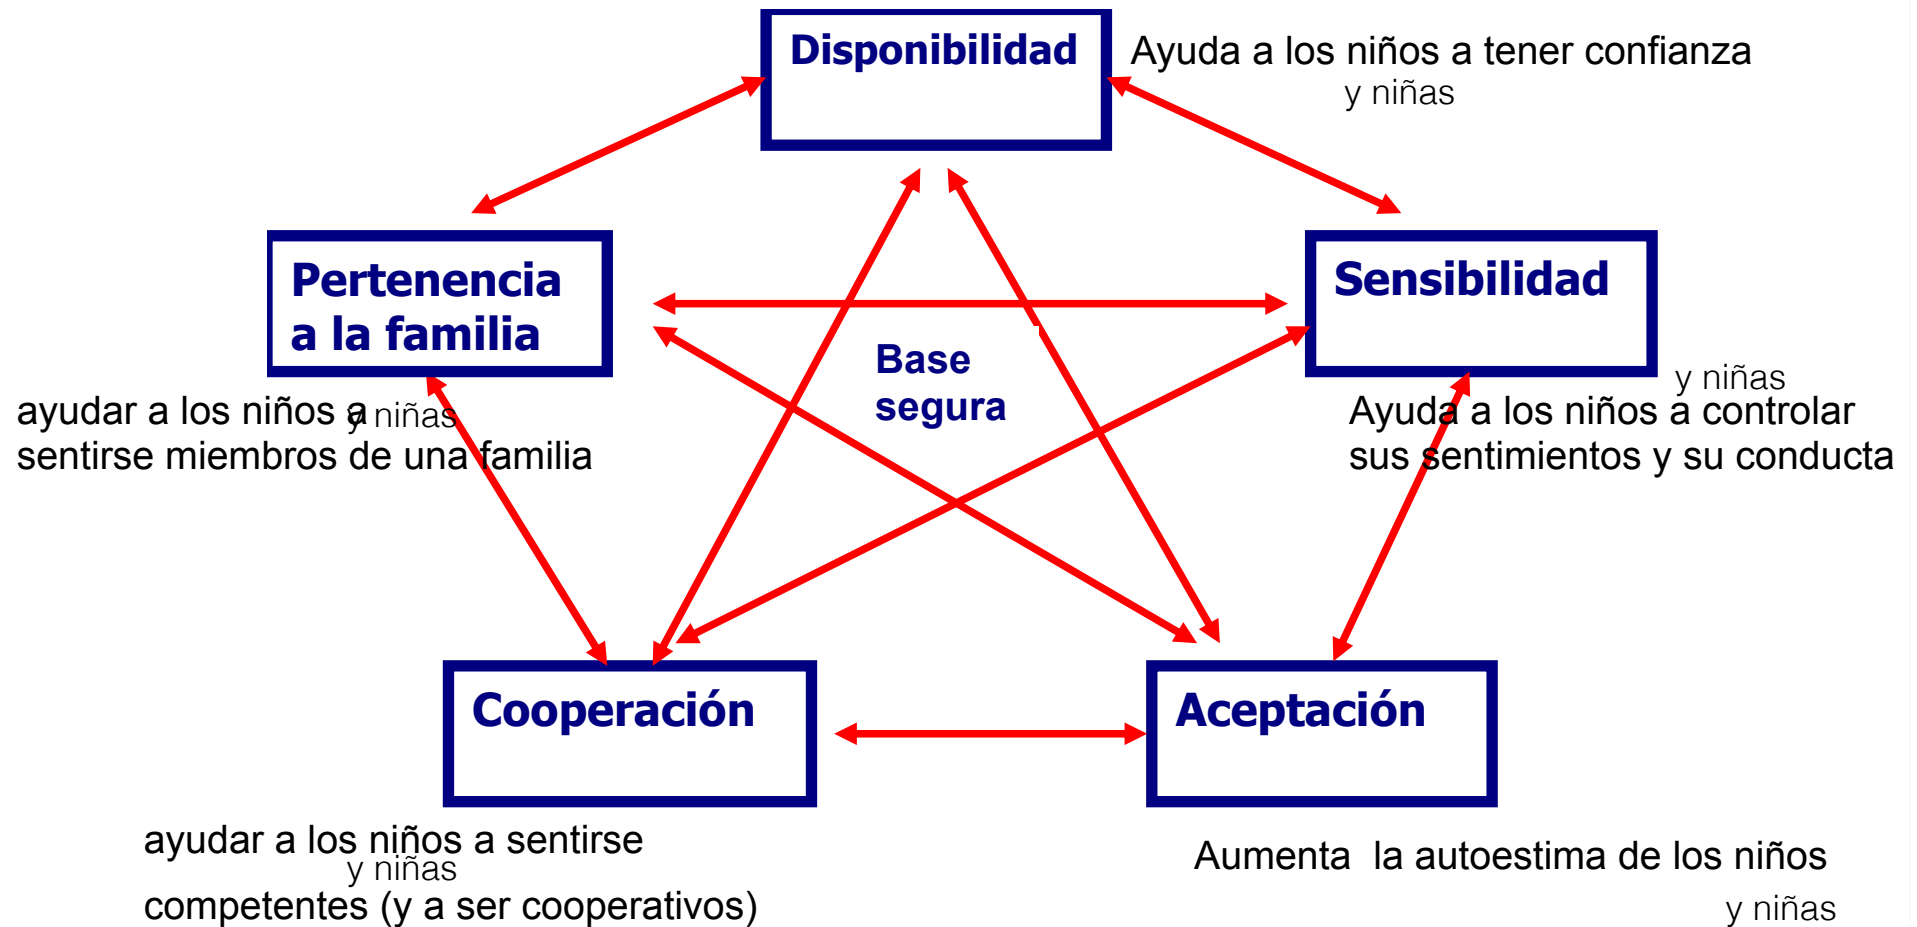 Disponibilidad
Ayuda a los niños a tener confianza
y niñas
Pertenencia
a la familia
Sensibilidad
Base
segura
y niñas
ayudar a los niños a
y niñas
sentirse miembros de una familia
Ayuda a los niños a controlar
sus sentimientos y su conducta
Cooperación
Aceptación
ayudar a los niños a sentirse
y niñas
competentes (y a ser cooperativos)
Aumenta la autoestima de los niños
y niñas